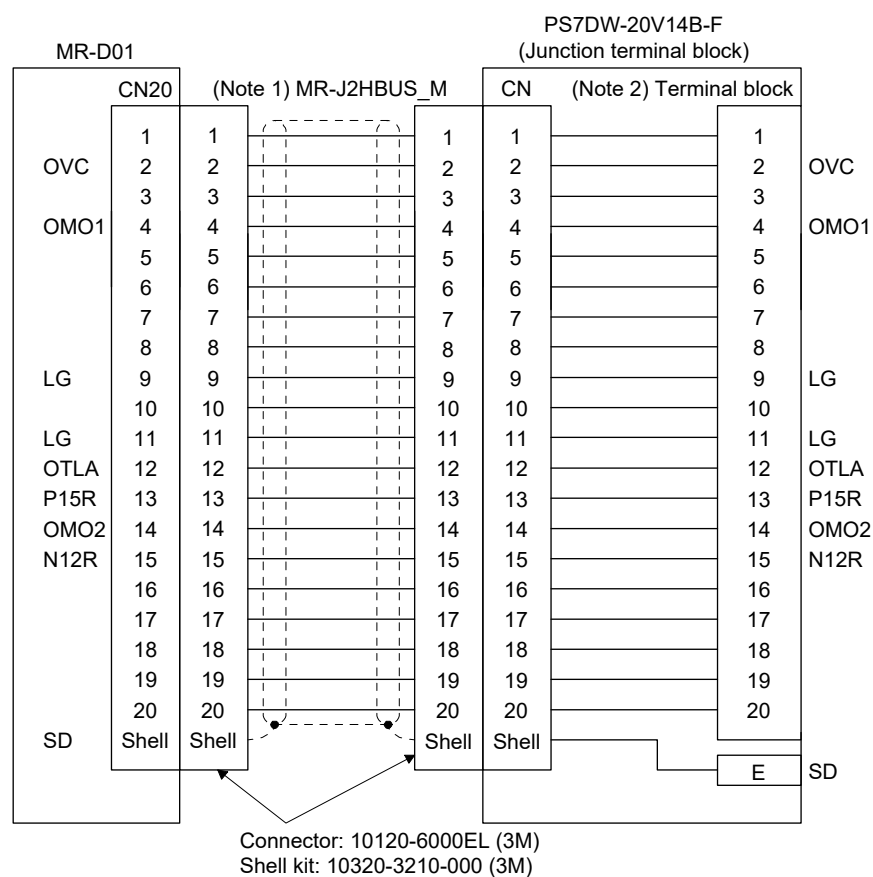 PS7DW-20V14B-F
MR-D01 (Junction terminal block)
CN20 (Note 1) MR-J2HBUS_M CN (Note 2) Terminal block
1 1 1 1 1
OVC 2 2 2 2 2 OVC
3 3 3 3 3
OMO1 4 4 4 4 4 OMO1
5 5 5 5 5
6 6 6 6 6
7 7 7 7 7
8 8 8 8 8
LG 9 9 9 9 9 LG
10 10 10 10 10
LG 11 11 11 11 11 LG
OTLA 12 12 12 12 12 OTLA
P15R 13 13 13 13 13 P15R
OMO2 14 14 14 14 14 OMO2
N12R 15 15 15 15 15 N12R
16 16 16 16 16
17 17 17 17 17
18 18 18 18 18
19 19 19 19 19
20 20 20 20 20
SD Shell Shell Shell Shell
E SD
Connector: 10120-6000EL (3M)
Shell kit: 10320-3210-000 (3M)